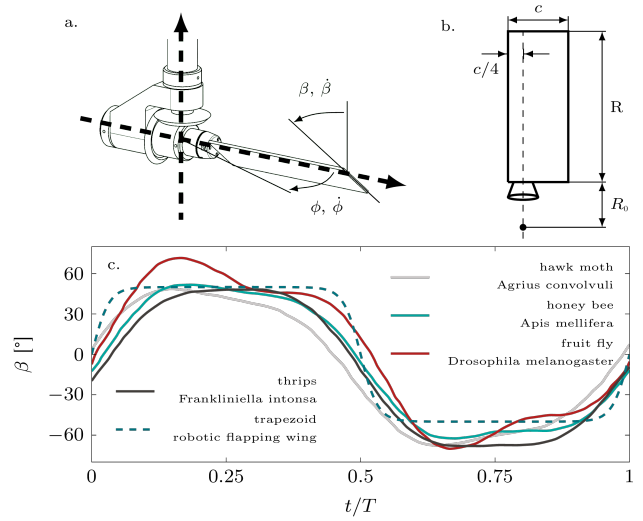 a.
β, β̇
ϕ, ϕ̇
b.
c
c/4
R
R₀
c.
60
30
0
−30
−60
β [°]
hawk moth
Agrius convolvuli
honey bee
Apis mellifera
fruit fly
Drosophila melanogaster
thrips
Frankliniella intonsa
trapezoid
robotic flapping wing
0
0.25
0.5
0.75
1
t/T